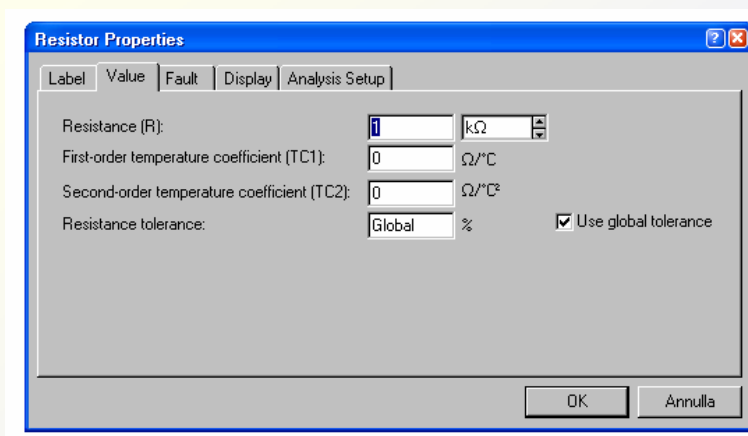 Resistor Properties
Label Value Fault Display Analysis Setup
Resistance (R): 1 kΩ
First-order temperature coefficient (TC1): 0 Ω/°C
Second-order temperature coefficient (TC2): 0 Ω/°C²
Resistance tolerance: Global % Use global tolerance
OK Annulla